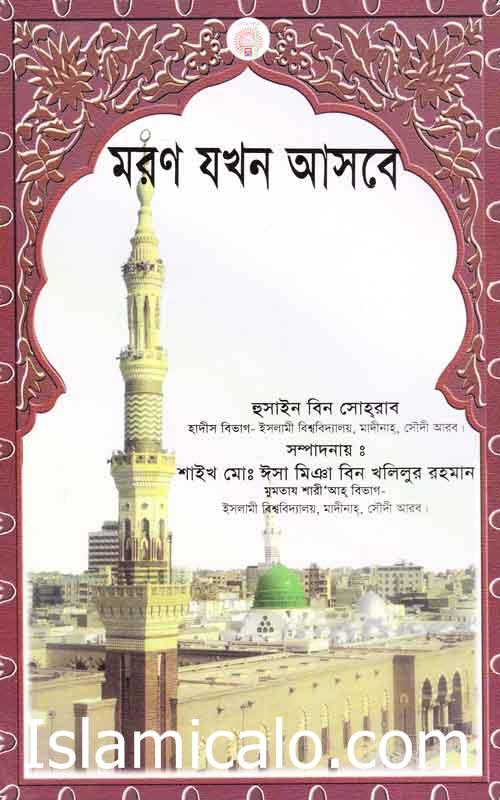 মরণ যখন আসবে
হুসাইন বিন সোহ্‌রাব
হাদীস বিভাগ- ইসলামী বিশ্ববিদ্যালয়, মাদীনাহ্, সৌদী আরব।
সম্পাদনায় ঃ
শাইখ মোঃ ঈসা মিঞা বিন খলিলুর রহমান
মুমতায শারী'আহ্ বিভাগ-
ইসলামী বিশ্ববিদ্যালয়, মাদীনাহ্, সৌদী আরব।
Islamicalo.com